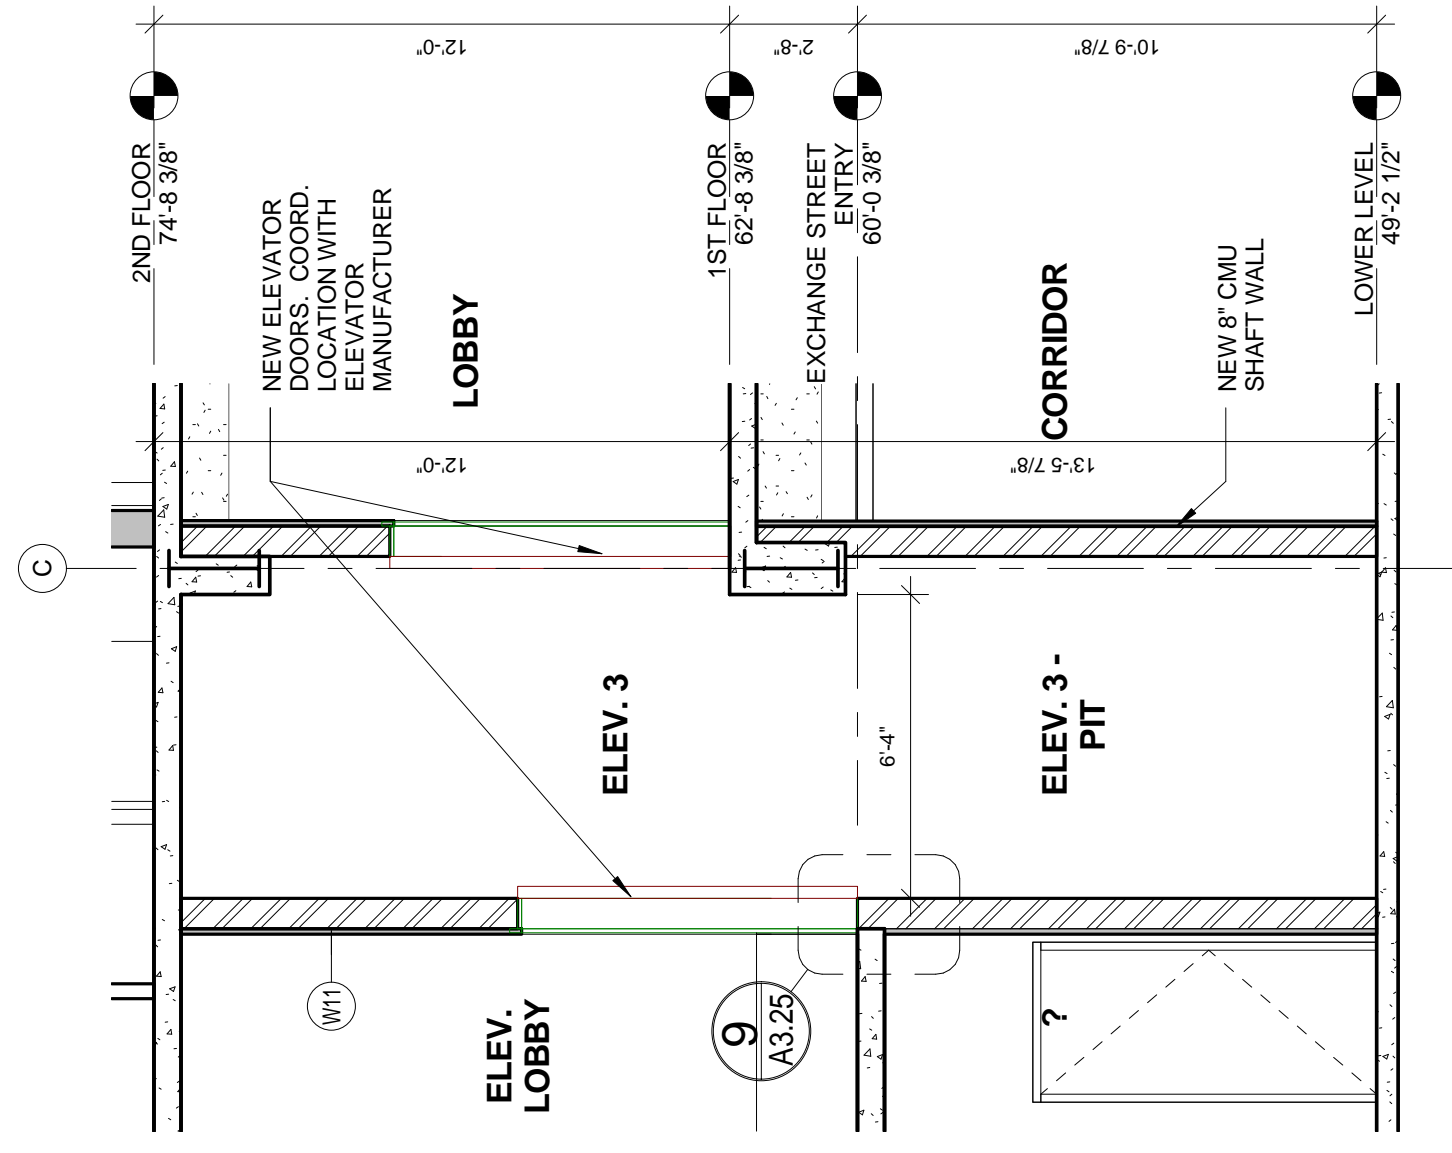 12'-0"
2'-8"
10'-9 7/8"
2ND FLOOR
74'-8 3/8"
1ST FLOOR
62'-8 3/8"
EXCHANGE STREET
ENTRY
60'-0 3/8"
LOWER LEVEL
49'-2 1/2"
NEW ELEVATOR
DOORS. COORD.
LOCATION WITH
ELEVATOR
MANUFACTURER
LOBBY
CORRIDOR
NEW 8" CMU
SHAFT WALL
12'-0"
13'-5 7/8"
C
ELEV. 3
ELEV. 3 -
PIT
6'-4"
W11
ELEV.
LOBBY
9
A3.25
?